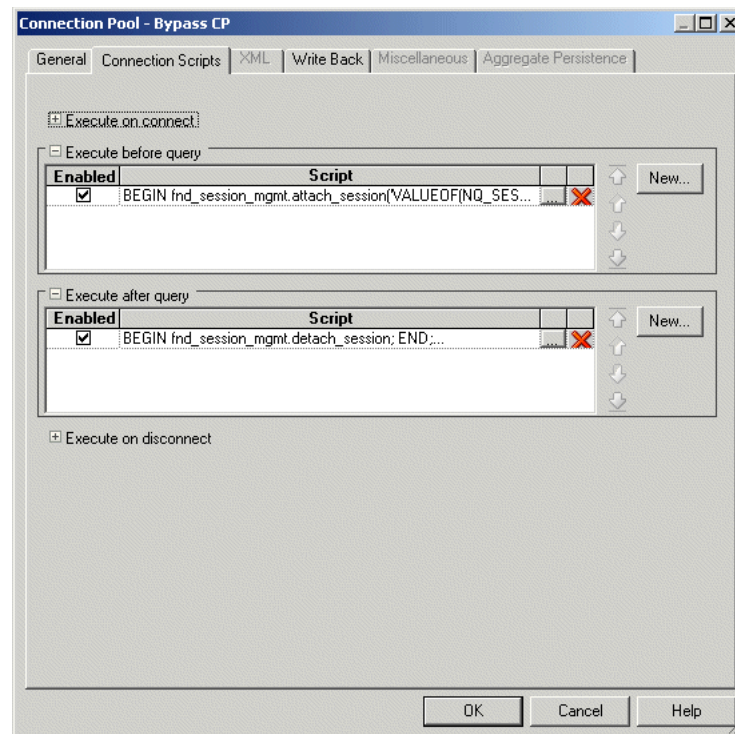 Connection Pool - Bypass CP
General Connection Scripts XML Write Back Miscellaneous Aggregate Persistence
Execute on connect
Execute before query
Enabled Script
BEGIN fnd_session_mgmt.attach_session('VALUEOF(NQ_SES... ... New...
Execute after query
Enabled Script New...
BEGIN fnd_session_mgmt.detach_session; END;... ...
Execute on disconnect
OK Cancel Help